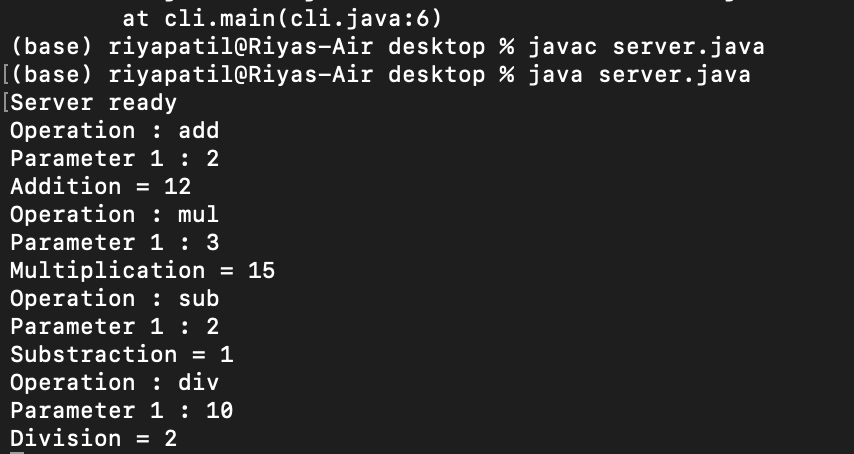 at cli.main(cli.java:6)
(base) riyapatil@Riyas-Air desktop % javac server.java
[(base) riyapatil@Riyas-Air desktop % java server.java
[Server ready
Operation : add
Parameter 1 : 2
Addition = 12
Operation : mul
Parameter 1 : 3
Multiplication = 15
Operation : sub
Parameter 1 : 2
Substraction = 1
Operation : div
Parameter 1 : 10
Division = 2